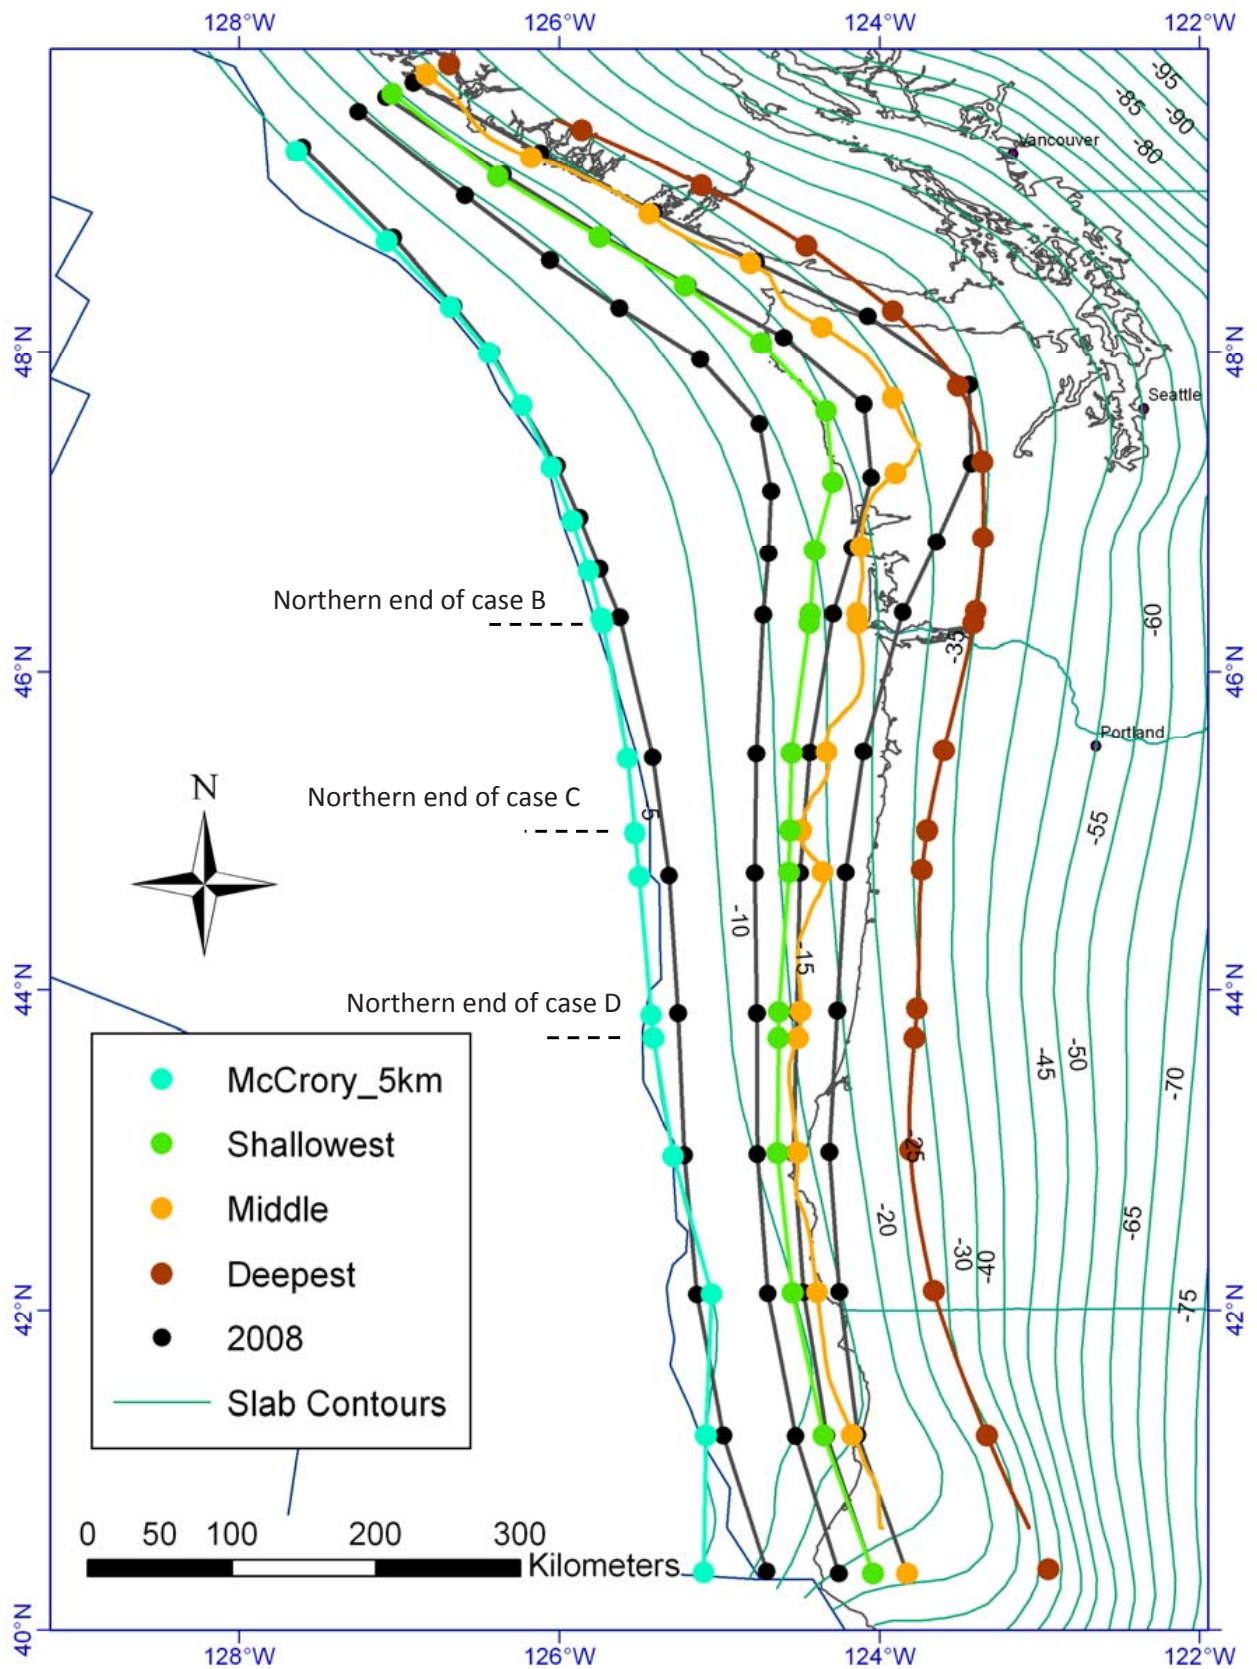 128°W 126°W 124°W 122°W
-95
-85
-90
Vancouver
-80
48°N 48°N
Seattle
Northern end of case B
-60
-35
46°N 46°N
Portland
N
Northern end of case C
5
-55
-10
-15
44°N 44°N
Northern end of case D
-45
-50
-70
McCrory_5km
Shallowest
Middle
Deepest
2008
Slab Contours
-25
-20
-65
-30
-40
42°N 42°N
-75
0 50 100 200 300
Kilometers
40°N 40°N
128°W 126°W 124°W 122°W